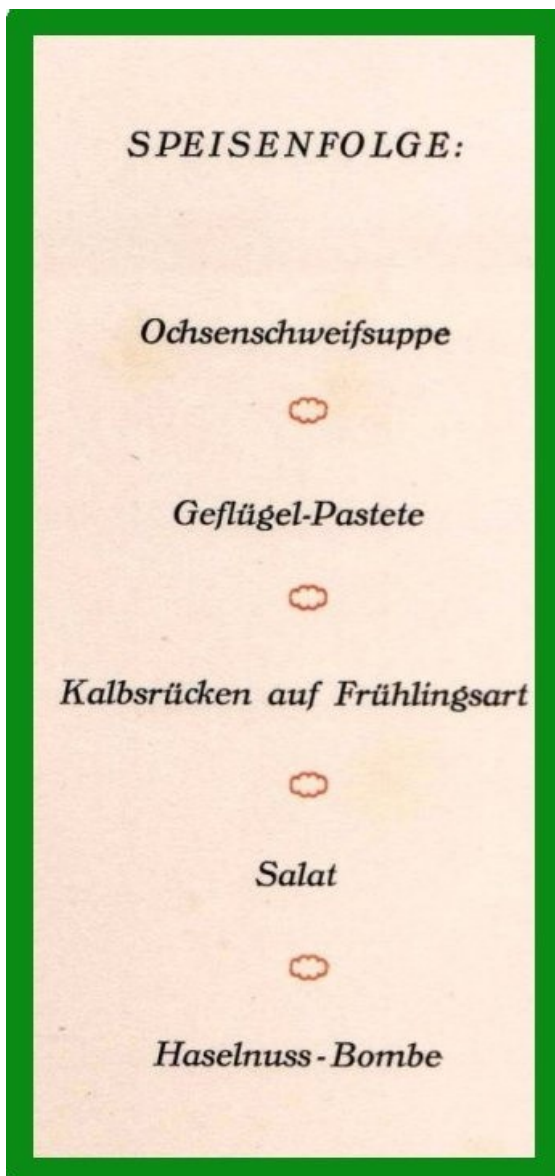 SPEISENFOLGE:
Ochsenschweifsuppe
Geflügel-Pastete
Kalbsrücken auf Frühlingsart
Salat
Haselnuss-Bombe